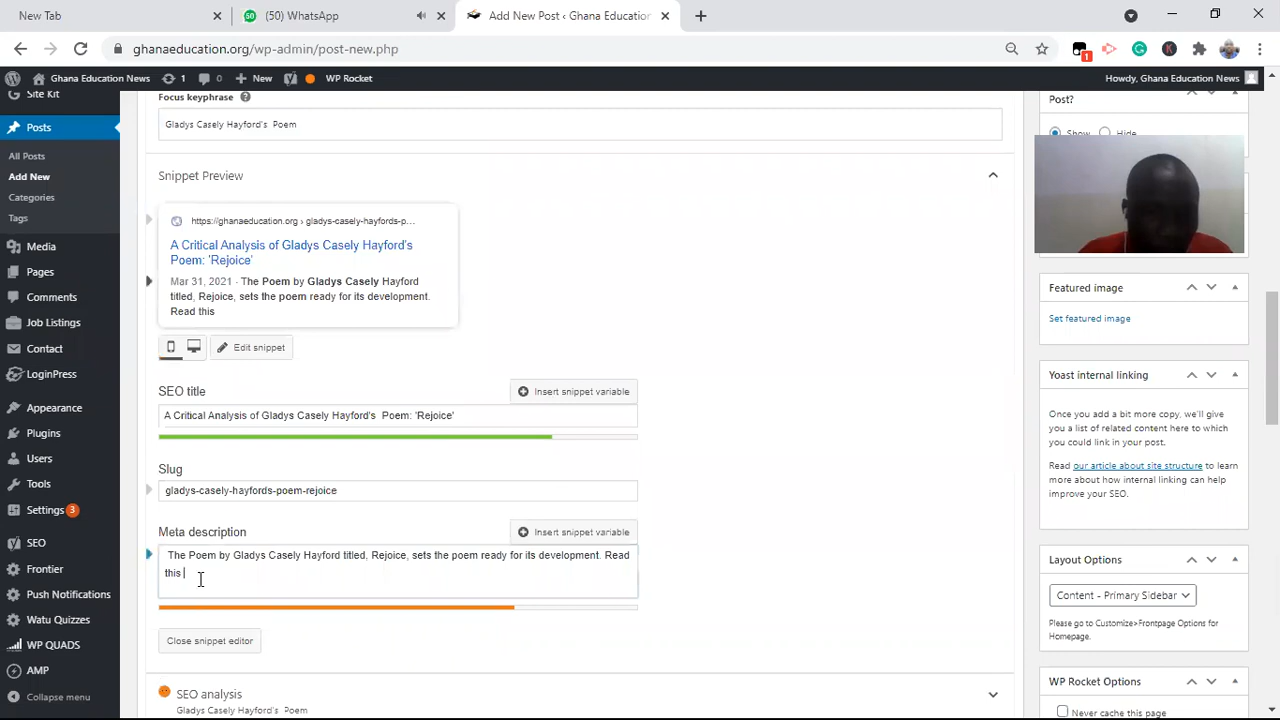 New Tab
(50) WhatsApp
Add New Post ‹ Ghana Education
ghanaeducation.org/wp-admin/post-new.php
1
Ghana Education News
1
0
New
WP Rocket
Howdy, Ghana Education News
Site Kit
Posts
All Posts
Add New
Categories
Tags
Media
Pages
Comments
Job Listings
Contact
LoginPress
Appearance
Plugins
Users
Tools
Settings 3
SEO
Frontier
Push Notifications
Watu Quizzes
WP QUADS
AMP
Collapse menu
Focus keyphrase
Gladys Casely Hayford's  Poem
Snippet Preview
https://ghanaeducation.org › gladys-casely-hayfords-p...
A Critical Analysis of Gladys Casely Hayford's
Poem: 'Rejoice'
Mar 31, 2021 · The Poem by Gladys Casely Hayford
titled, Rejoice, sets the poem ready for its development.
Read this
Edit snippet
SEO title
Insert snippet variable
A Critical Analysis of Gladys Casely Hayford's  Poem: 'Rejoice'
Slug
gladys-casely-hayfords-poem-rejoice
Meta description
Insert snippet variable
The Poem by Gladys Casely Hayford titled, Rejoice, sets the poem ready for its development. Read
this
Close snippet editor
SEO analysis
Gladys Casely Hayford's  Poem
Post?
Show
Hide
Featured image
Set featured image
Yoast internal linking
Once you add a bit more copy, we'll give
you a list of related content here to which
you could link in your post.
Read our article about site structure to learn
more about how internal linking can help
improve your SEO.
Layout Options
Content - Primary Sidebar
Please go to Customize>Frontpage Options for
Homepage.
WP Rocket Options
Never cache this page